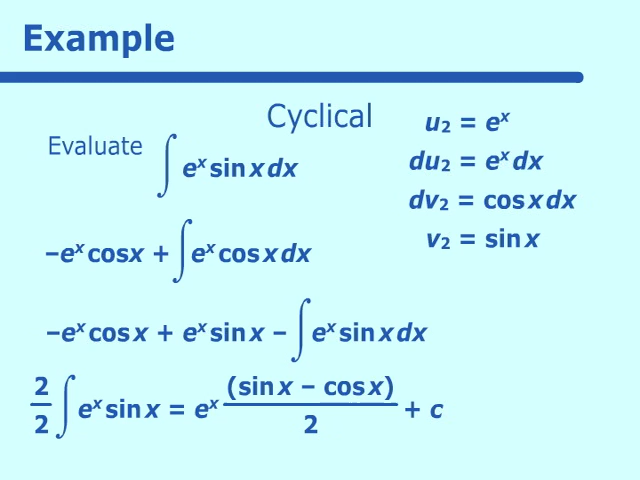 Example
Cyclical
Evaluate ∫ eˣ sin x dx
u₂ = eˣ
du₂ = eˣ dx
dv₂ = cos x dx
v₂ = sin x
–eˣ cos x + ∫ eˣ cos x dx
–eˣ cos x + eˣ sin x – ∫ eˣ sin x dx
2/2 ∫ eˣ sin x = eˣ (sin x – cos x)/2 + c